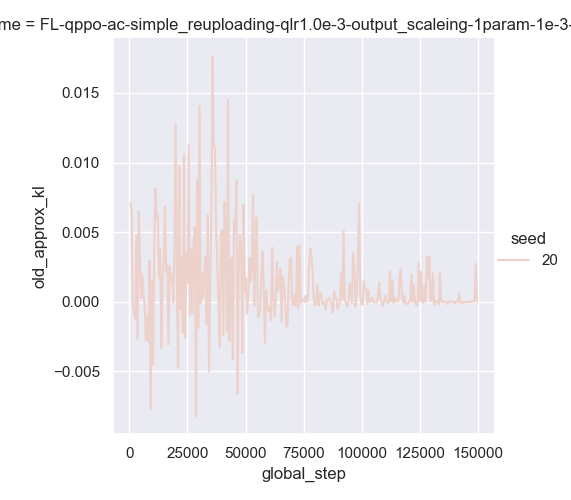 me = FL-qppo-ac-simple_reuploading-qlr1.0e-3-output_scaleing-1param-1e-3-
0.015
0.010
0.005
0.000
−0.005
old_approx_kl
seed
20
0 25000 50000 75000 100000 125000 150000
global_step